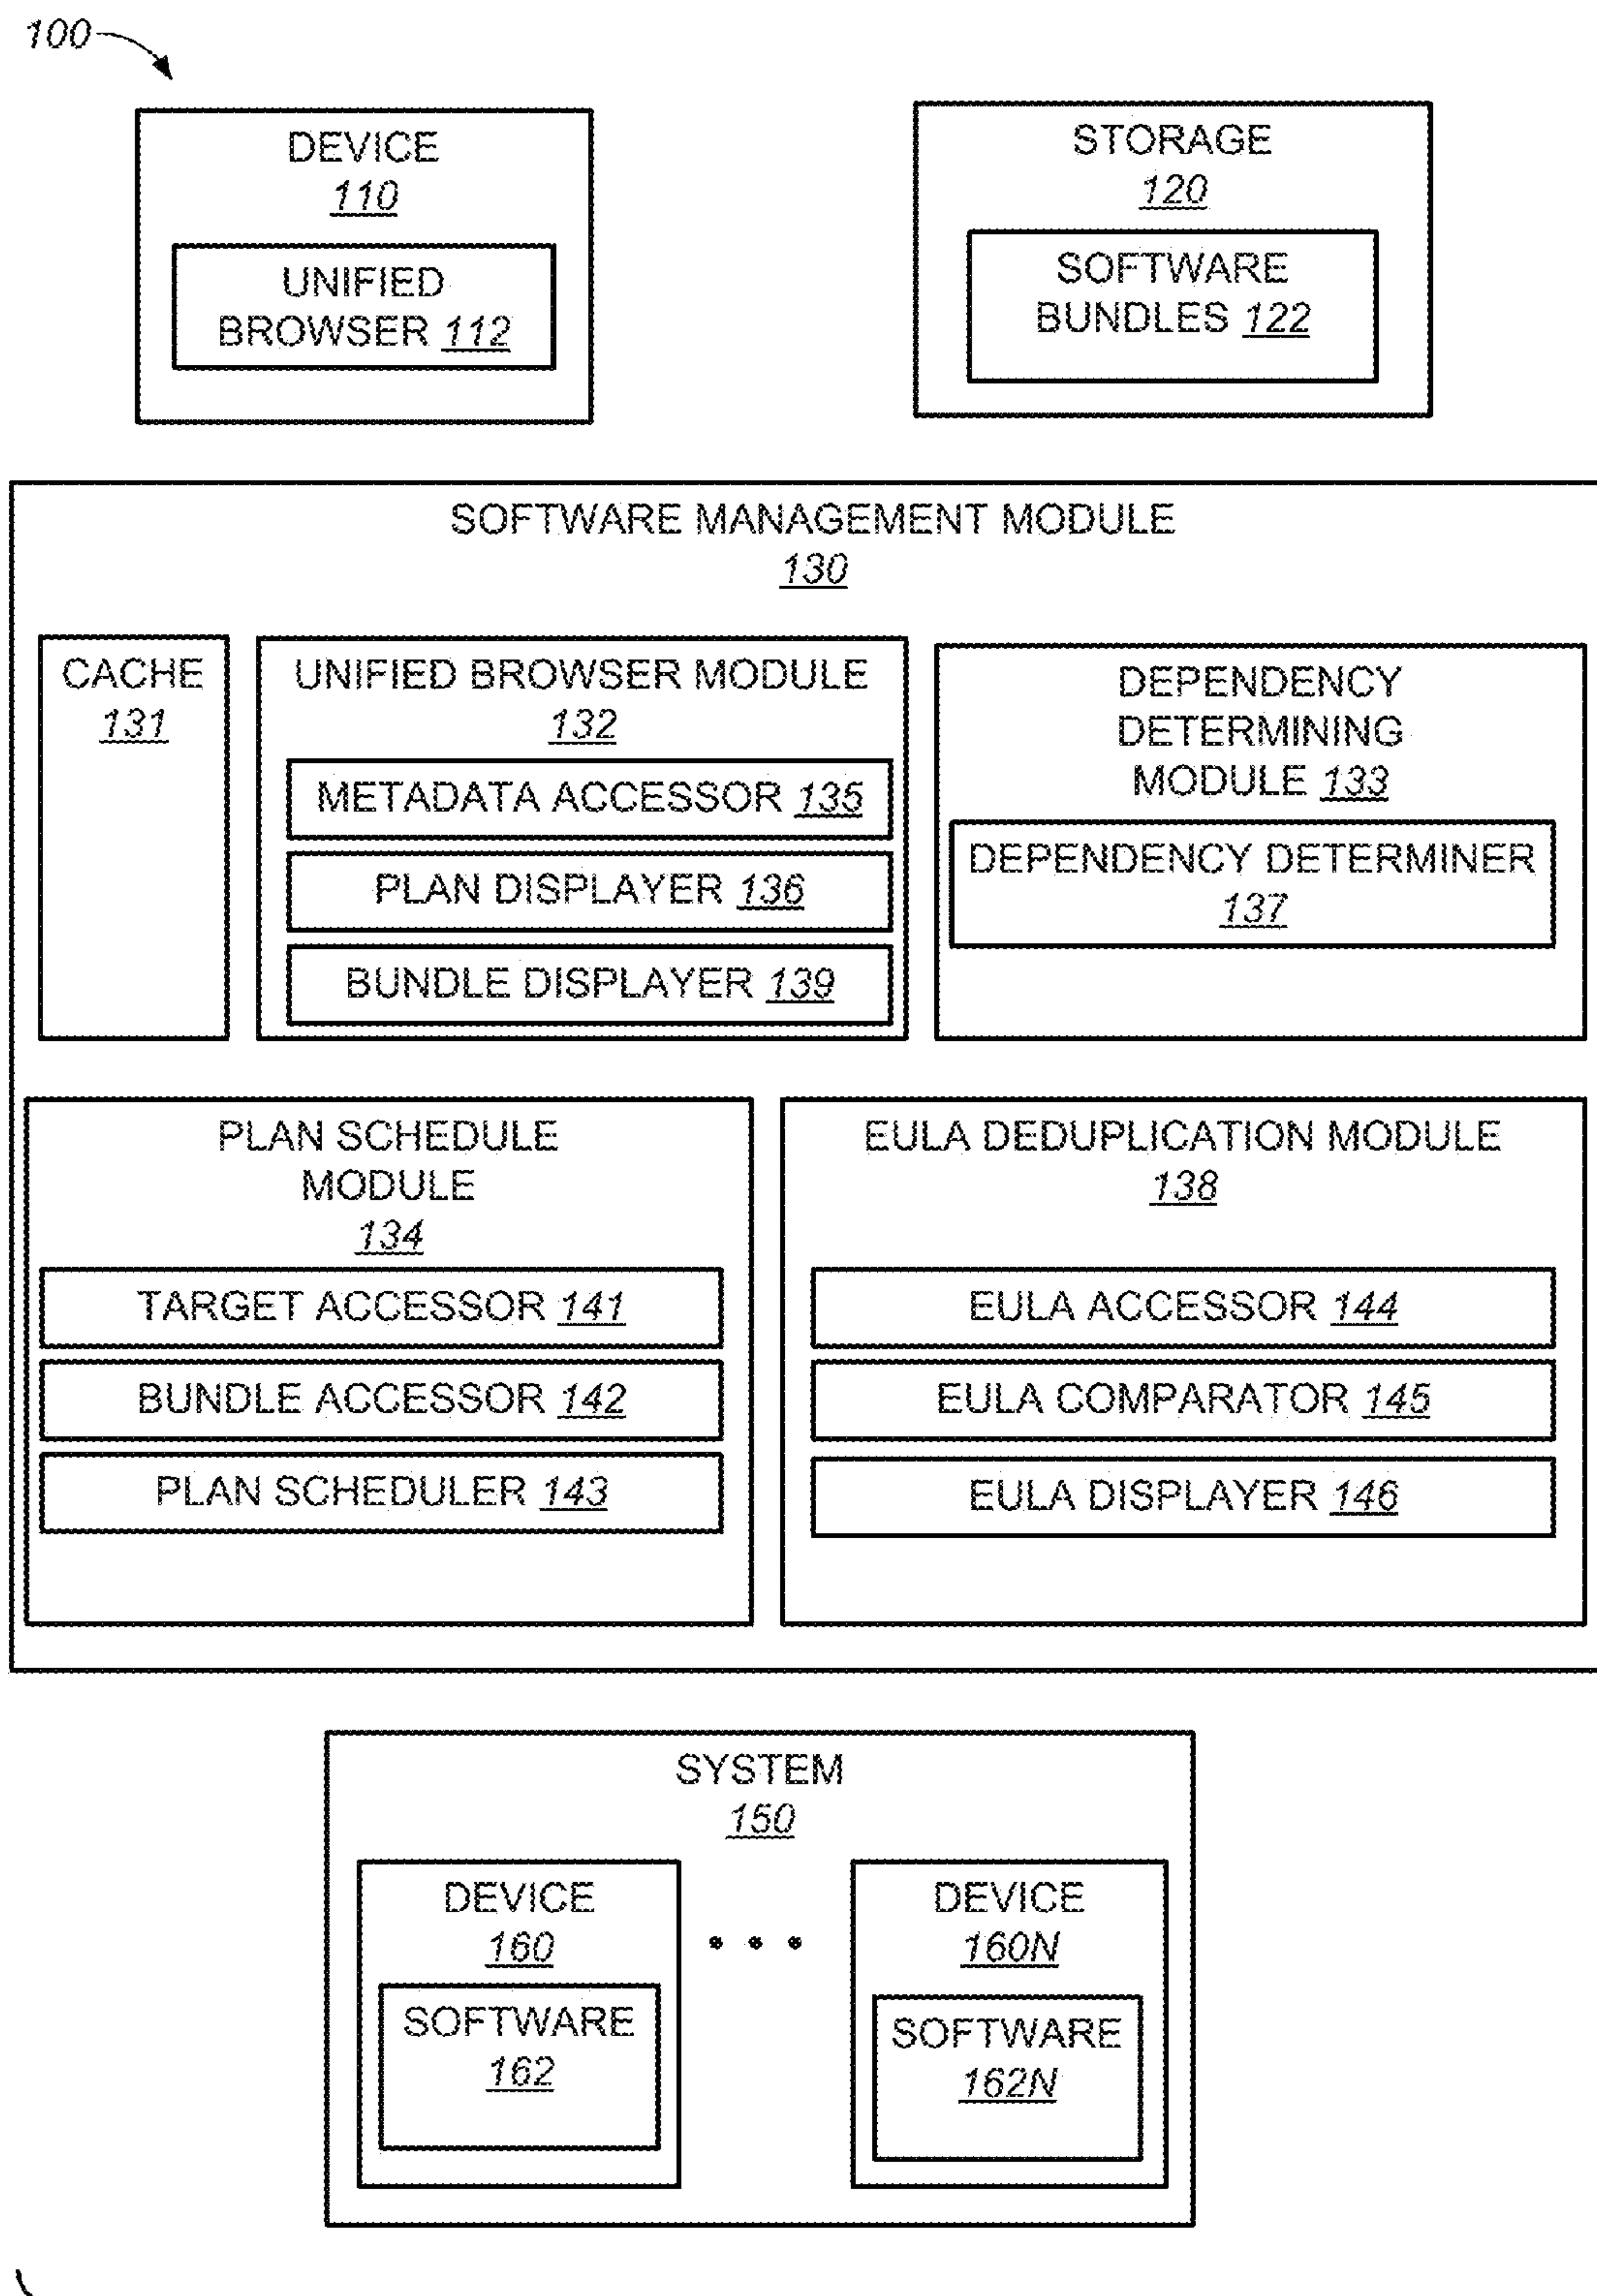 100
DEVICE
110
UNIFIED
BROWSER 112
STORAGE
120
SOFTWARE
BUNDLES 122
SOFTWARE MANAGEMENT MODULE
130
CACHE
131
UNIFIED BROWSER MODULE
132
METADATA ACCESSOR 135
PLAN DISPLAYER 136
BUNDLE DISPLAYER 139
DEPENDENCY
DETERMINING
MODULE 133
DEPENDENCY DETERMINER
137
PLAN SCHEDULE
MODULE
134
TARGET ACCESSOR 141
BUNDLE ACCESSOR 142
PLAN SCHEDULER 143
EULA DEDUPLICATION MODULE
138
EULA ACCESSOR 144
EULA COMPARATOR 145
EULA DISPLAYER 146
SYSTEM
150
DEVICE
160
SOFTWARE
162
DEVICE
160N
SOFTWARE
162N